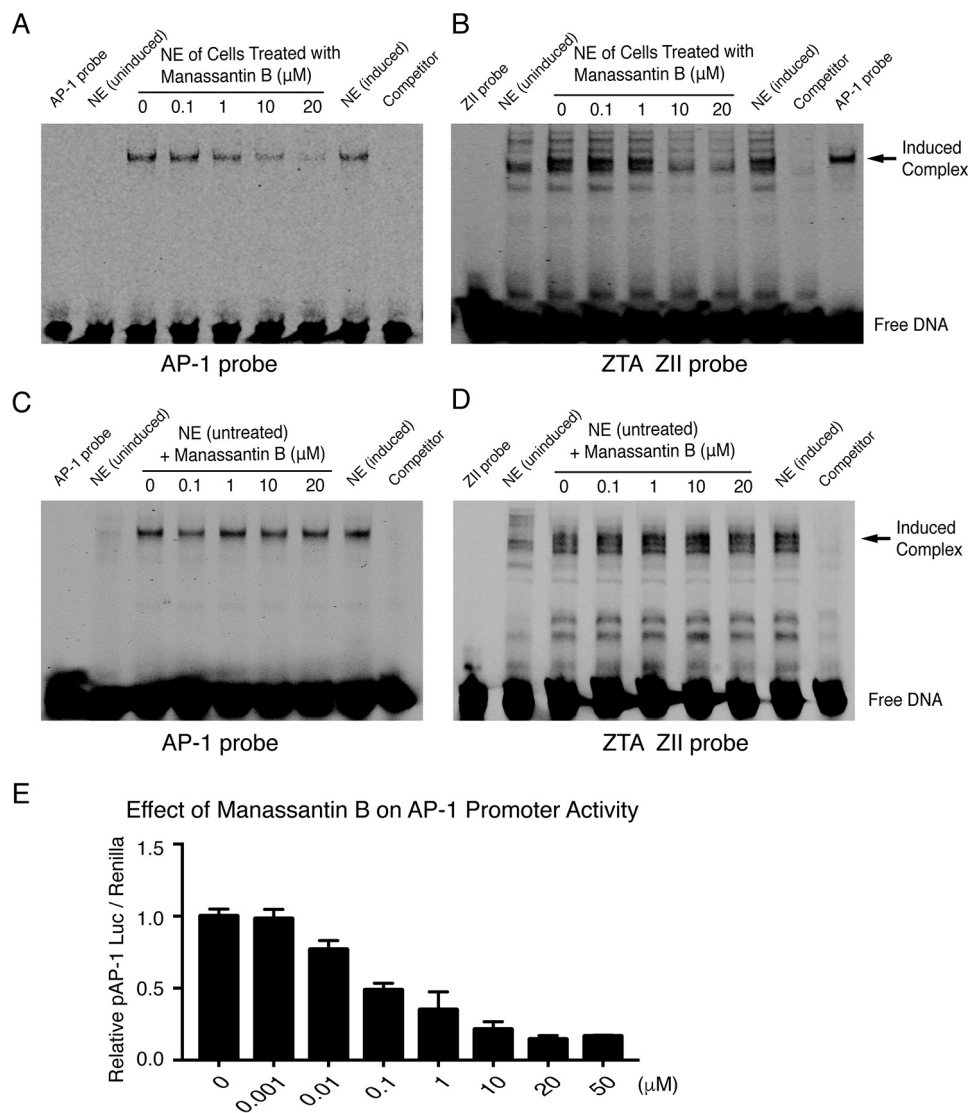 A
AP-1 probe
NE (uninduced)
NE of Cells Treated with
Manassantin B (μM)
0 0.1 1 10 20
NE (induced)
Competitor
AP-1 probe
B
ZII probe
NE (uninduced)
NE of Cells Treated with
Manassantin B (μM)
0 0.1 1 10 20
NE (induced)
Competitor
AP-1 probe
Induced
Complex
Free DNA
ZTA ZII probe
C
AP-1 probe
NE (uninduced)
NE (untreated)
+ Manassantin B (μM)
0 0.1 1 10 20
NE (induced)
Competitor
AP-1 probe
D
ZII probe
NE (uninduced)
NE (untreated)
+ Manassantin B (μM)
0 0.1 1 10 20
NE (induced)
Competitor
Induced
Complex
Free DNA
ZTA ZII probe
E
Effect of Manassantin B on AP-1 Promoter Activity
Relative pAP-1 Luc / Renilla
1.5
1.0
0.5
0.0
0 0.001 0.01 0.1 1 10 20 50 (μM)